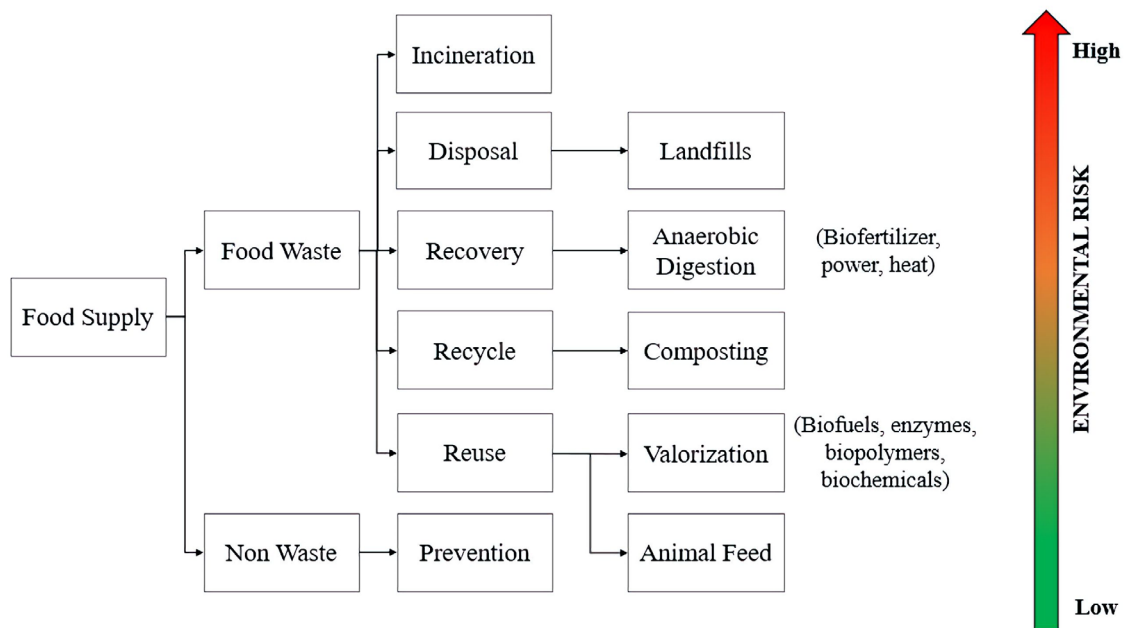 Incineration
High
Disposal
Landfills
Food Waste
Recovery
Anaerobic
Digestion
(Biofertilizer,
power, heat)
Food Supply
Recycle
Composting
ENVIRONMENTAL RISK
Reuse
Valorization
(Biofuels, enzymes,
biopolymers,
biochemicals)
Non Waste
Prevention
Animal Feed
Low